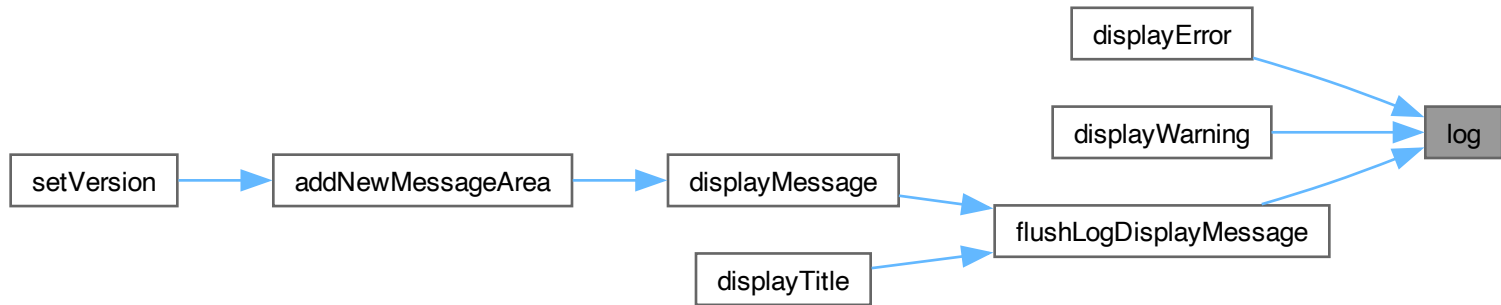 displayError
displayWarning
log
setVersion
addNewMessageArea
displayMessage
flushLogDisplayMessage
displayTitle